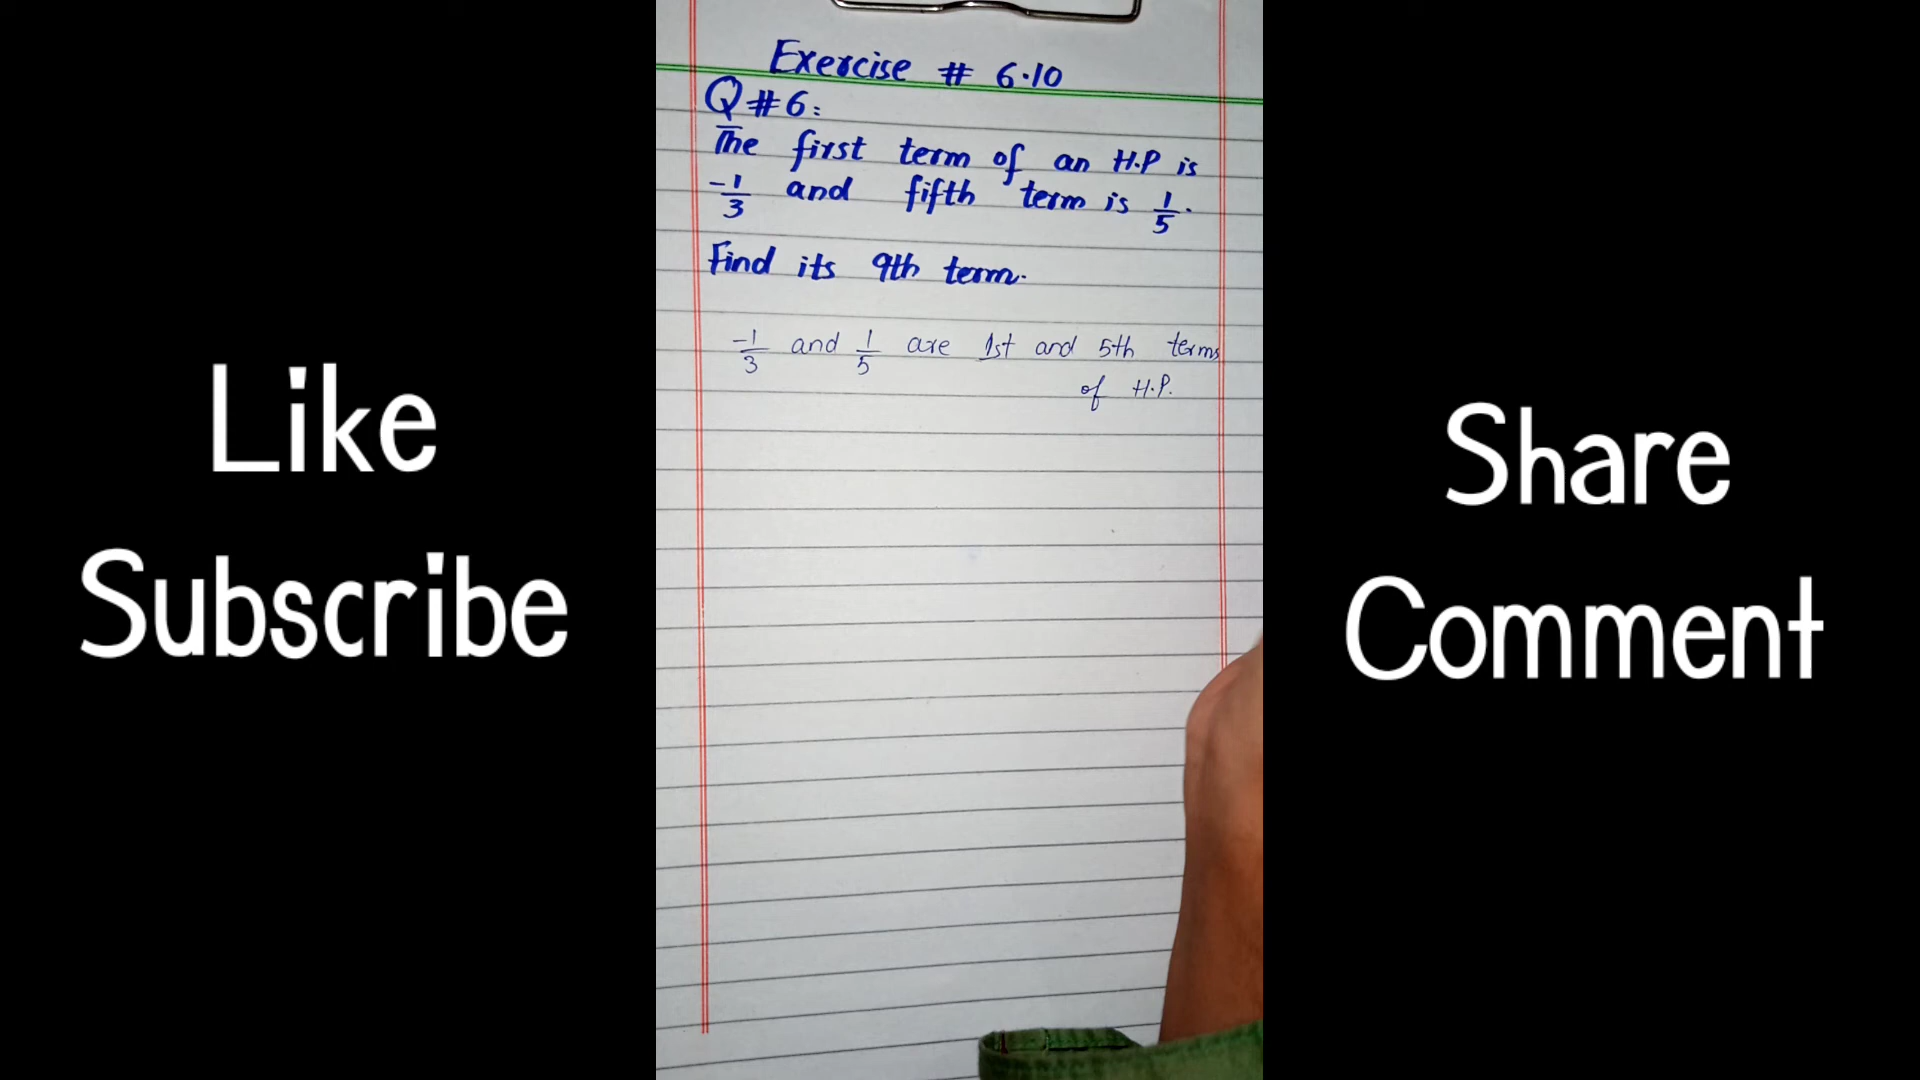 Like
Subscribe
Exercise # 6.10
Q#6:
The first term of an H.P is
-1/3 and fifth term is 1/5.
Find its 9th term.
-1/3 and 1/5 are 1st and 5th terms
of H.P.
Share
Comment